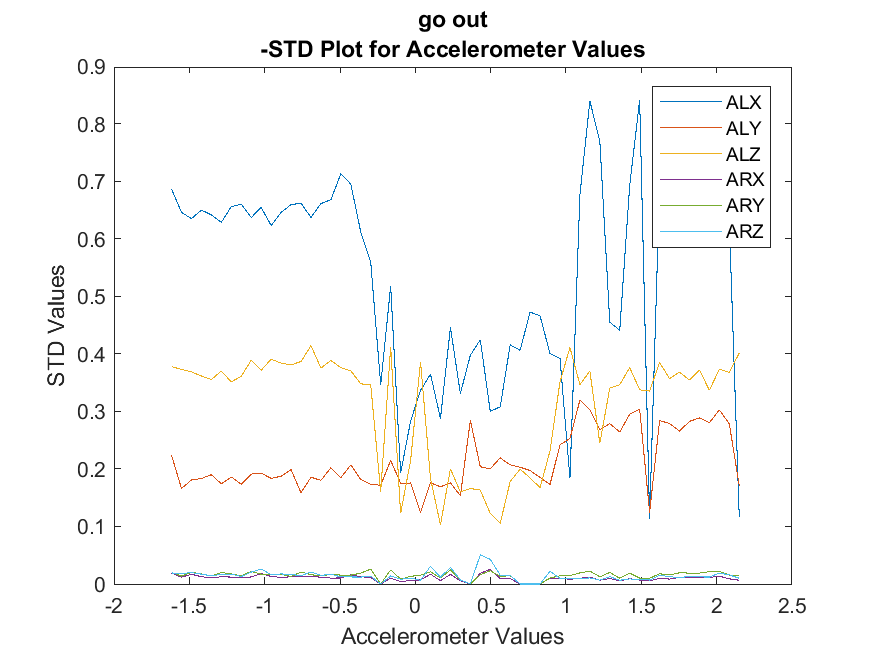 go out
-STD Plot for Accelerometer Values
0.9
0.8
0.7
0.6
0.5
0.4
0.3
0.2
0.1
0
STD Values
ALX
ALY
ALZ
ARX
ARY
ARZ
-2 -1.5 -1 -0.5 0 0.5 1 1.5 2 2.5
Accelerometer Values